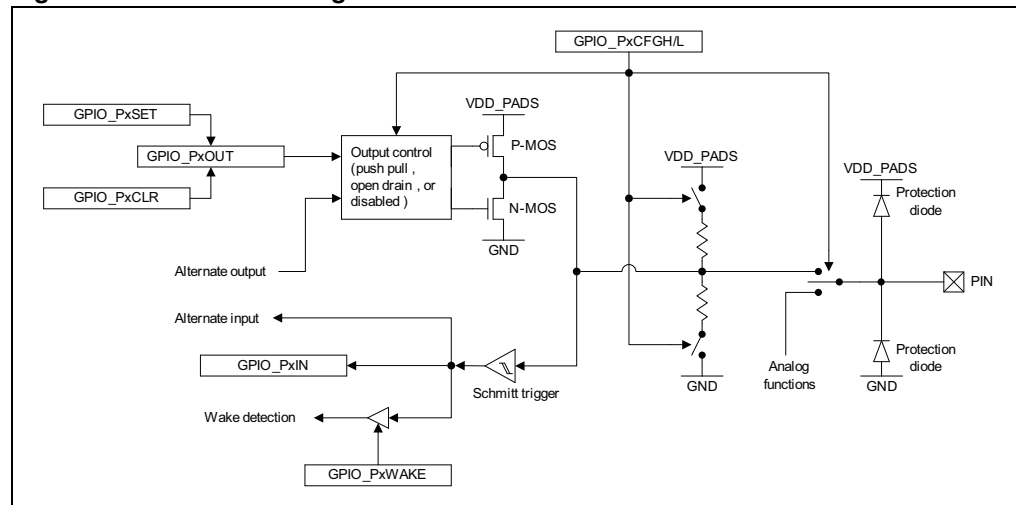 GPIO_PxCFGH/L
VDD_PADS
GPIO_PxSET
P-MOS
Output control
(push pull ,
open drain , or
disabled )
VDD_PADS
VDD_PADS
GPIO_PxOUT
Protection
diode
GPIO_PxCLR
N-MOS
GND
Alternate output
PIN
Alternate input
GPIO_PxIN
Schmitt trigger
Analog
functions
Protection
diode
GND
GND
Wake detection
GPIO_PxWAKE